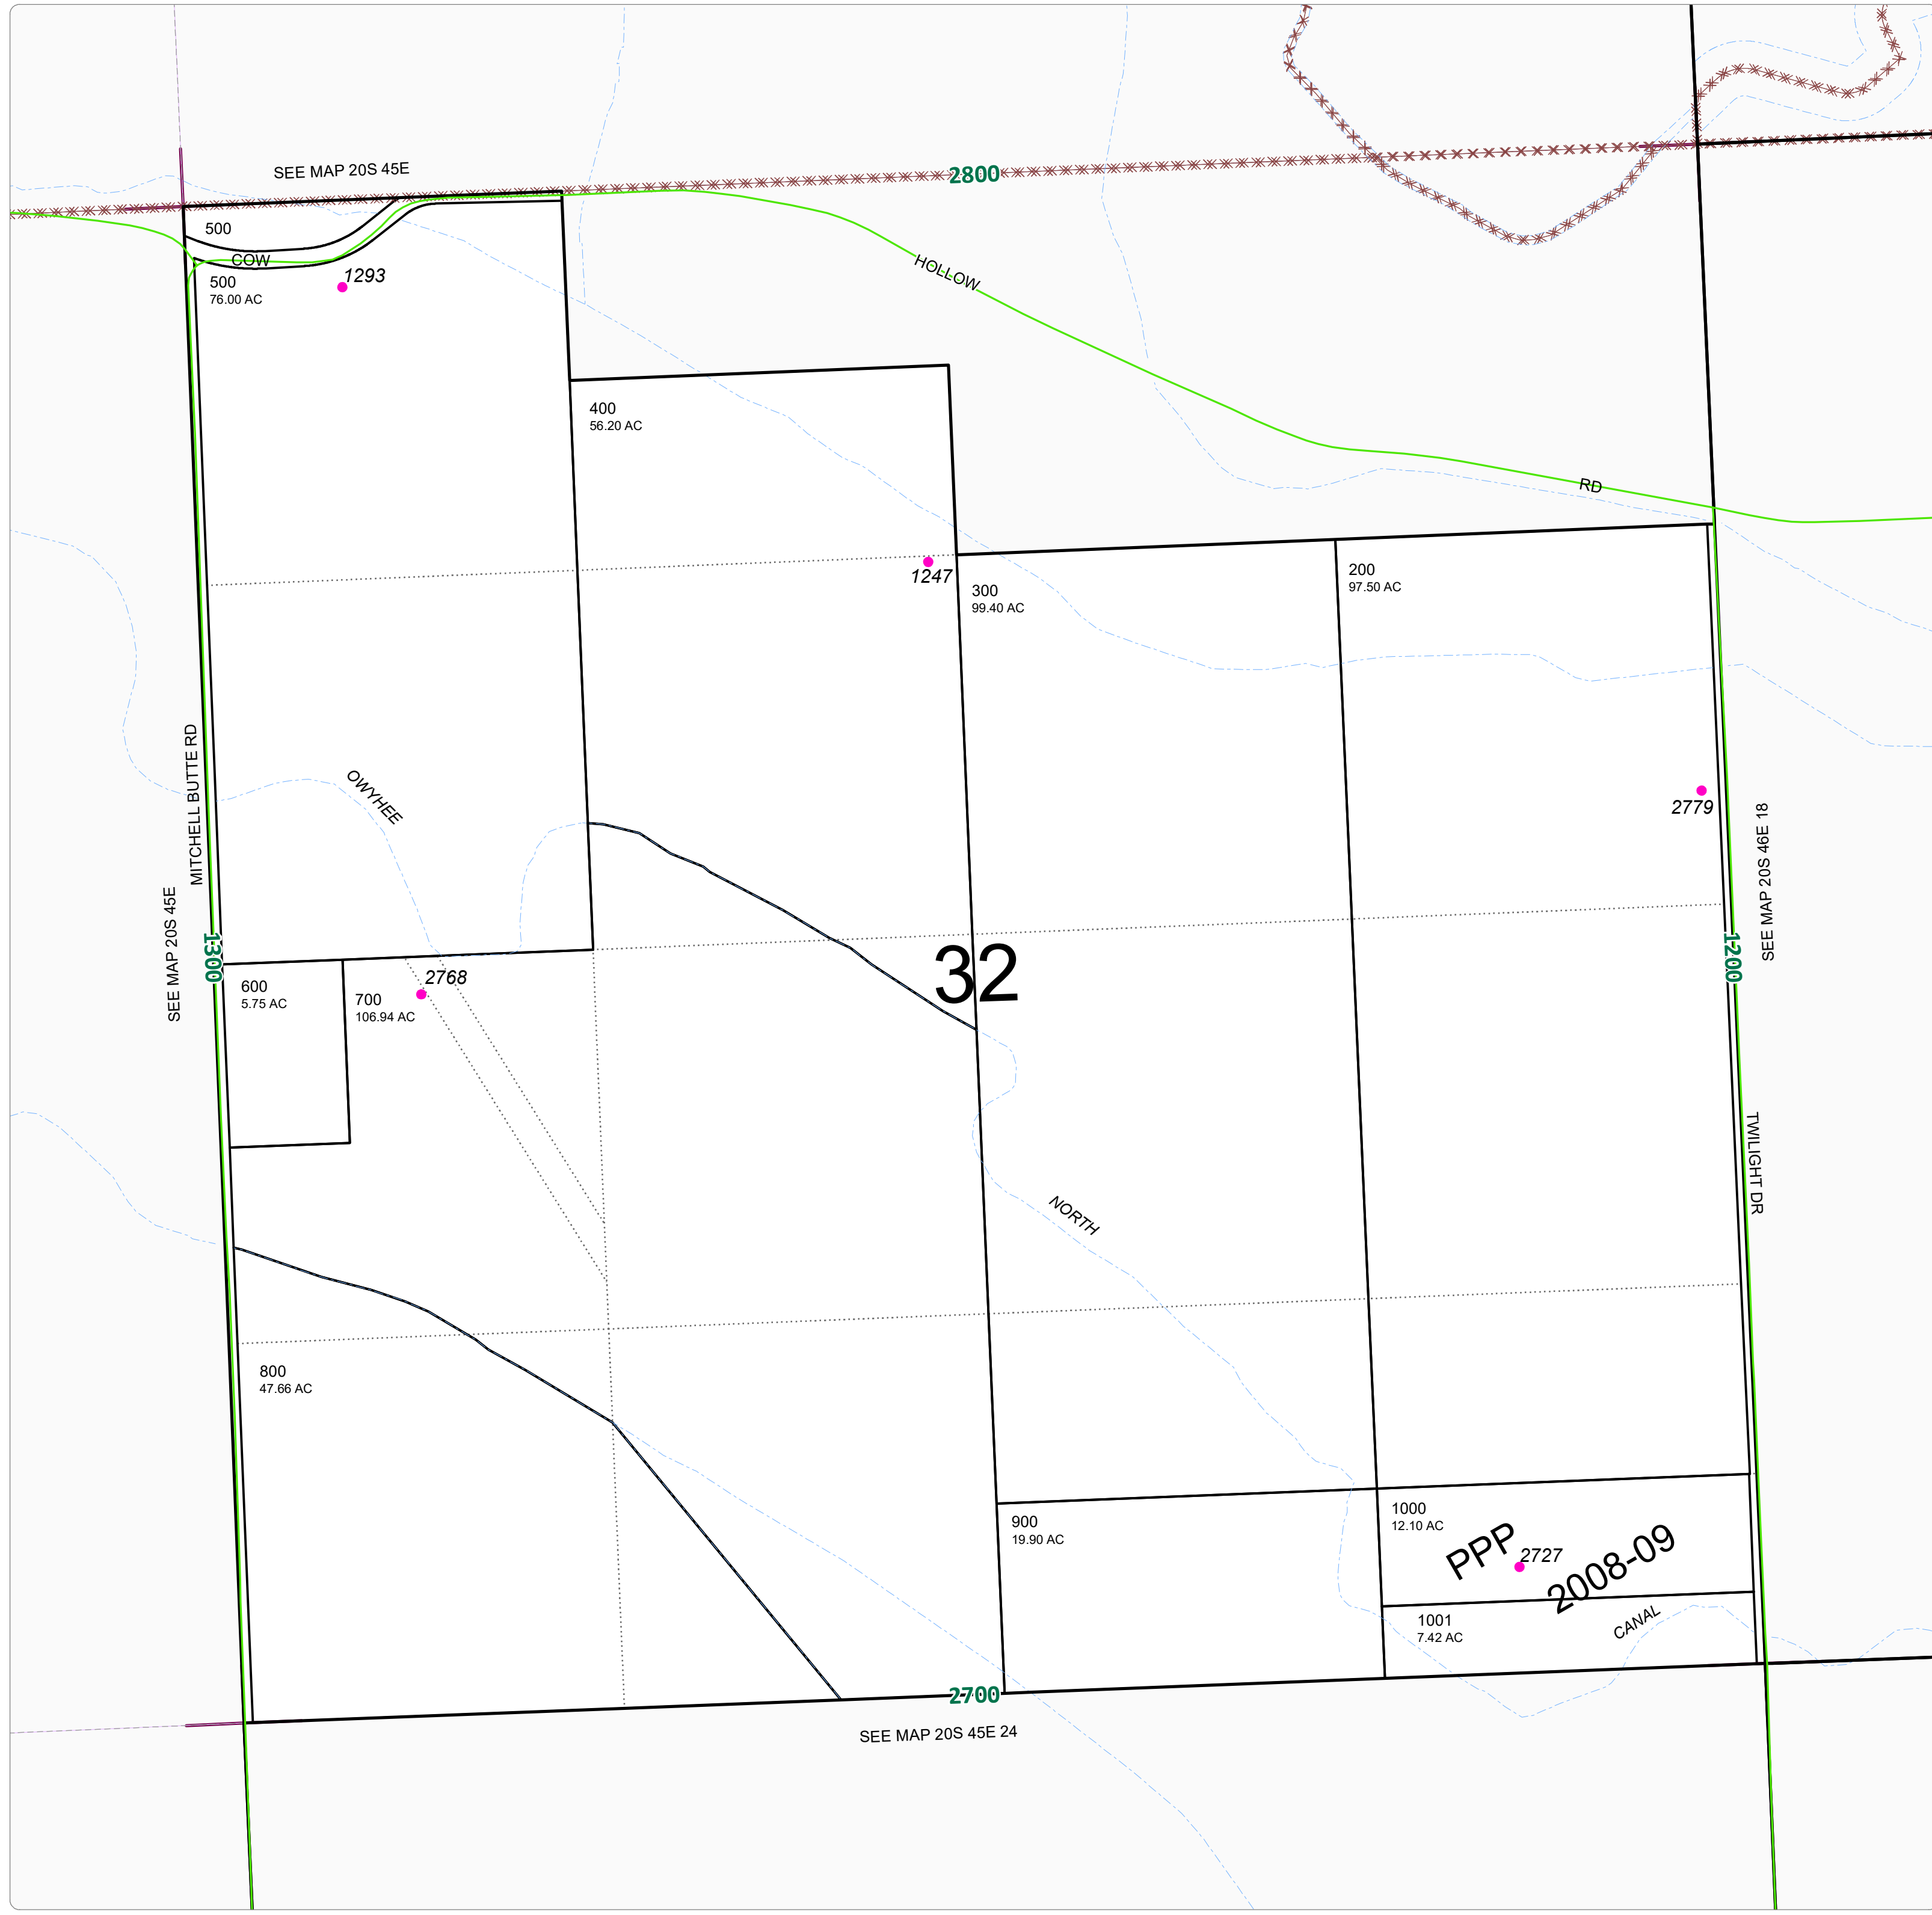 SEE MAP 20S 45E
2800
500
COW
500
76.00 AC
1293
HOLLOW
400
56.20 AC
RD
1247
300
99.40 AC
200
97.50 AC
OWYHEE
MITCHELL BUTTE RD
2779
SEE MAP 20S 46E 18
SEE MAP 20S 45E
1300
1200
32
600
5.75 AC
700
106.94 AC
2768
TWILIGHT DR
NORTH
800
47.66 AC
900
19.90 AC
1000
12.10 AC
PPP
2727
2008-09
1001
7.42 AC
CANAL
2700
SEE MAP 20S 45E 24